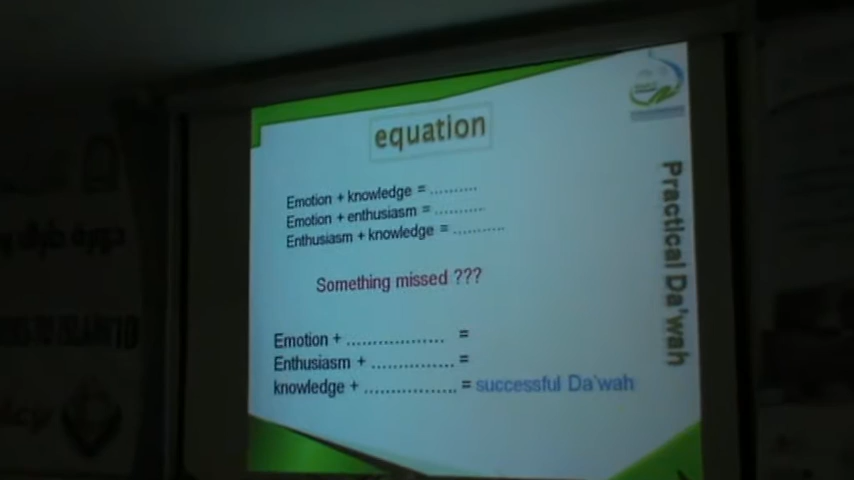 equation
Emotion + knowledge = ..........
Emotion + enthusiasm = ..........
Enthusiasm + knowledge = ..........
Something missed ???
Emotion + .................. =
Enthusiasm + ............... =
knowledge + ................. = successful Da'wah
Practical Da'wah